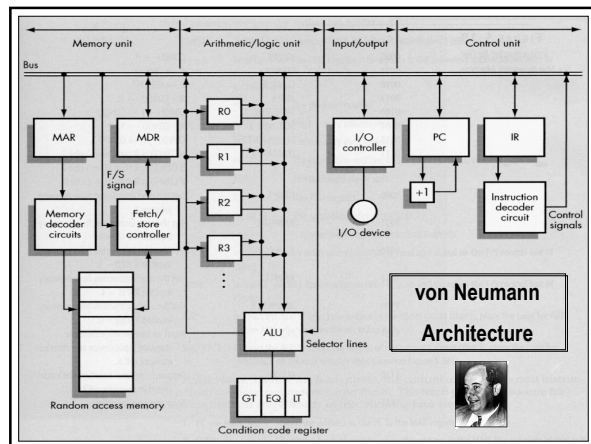 Memory unit
Arithmetic/logic unit
Input/output
Control unit
Bus
MAR
MDR
F/S
signal
Memory
decoder
circuits
Fetch/
store
controller
Random access memory
R0
R1
R2
R3
ALU
Selector lines
GT EQ LT
Condition code register
I/O
controller
I/O device
PC
+1
IR
Instruction
decoder
circuit
Control
signals
von Neumann
Architecture